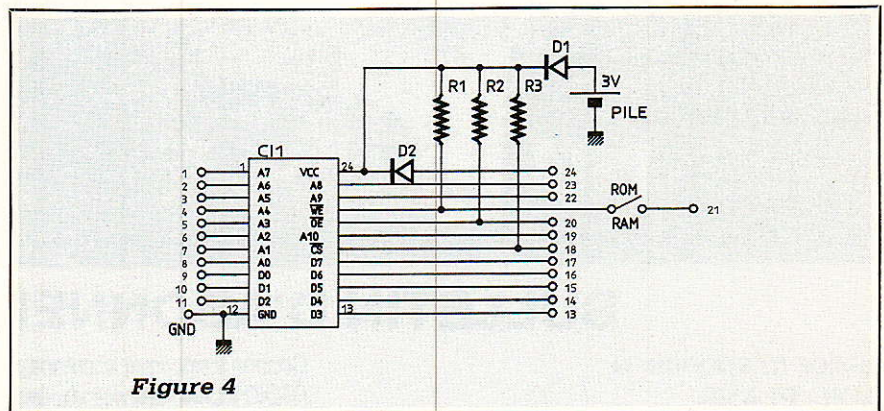 D1
R1 R2 R3
3V
PILE
CI1
D2
1 1 A7 VCC 24 24
2 A6 A8 23
3 A5 A9 22
4 A4 WE ROM
RAM 21
5 A3 OE 20
6 A2 A10 19
7 A1 CS 18
8 A0 D7 17
9 D0 D6 16
10 D1 D5 15
11 D2 D4 14
12 GND D3 13 13
GND
Figure 4